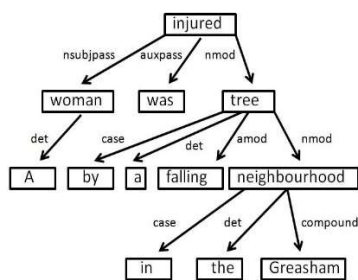 injured
nsubjpass auxpass nmod
woman was tree
det case det amod nmod
A by a falling neighbourhood
case det compound
in the Greasham